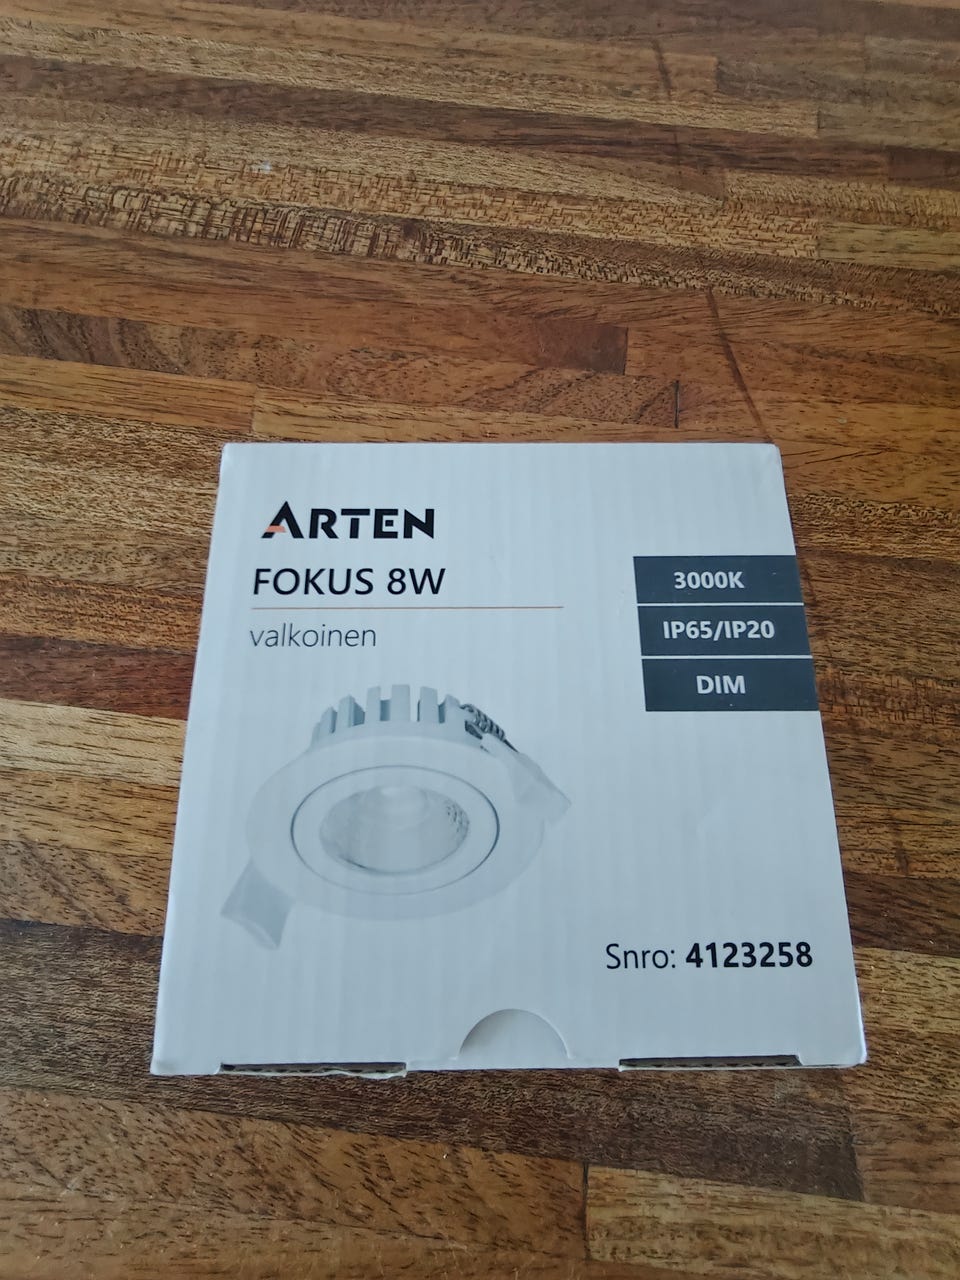 ARTEN
FOKUS 8W
valkoinen
3000K
IP65/IP20
DIM
Snro: 4123258